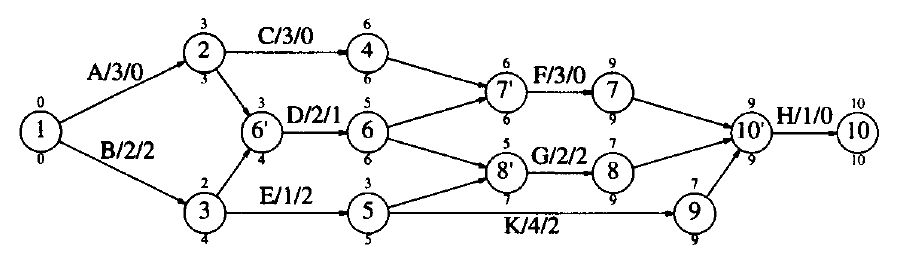 3 6
C/3/0
2 4
3 6
A/3/0
6 9
F/3/0
7' 7
6 9
0 3 5 9 10
D/2/1 H/1/0
1 6' 6 10' 10
0 4 6 9 10
B/2/2
5 7
G/2/2
8' 8
7 9
2 3 7
E/1/2
3 5 9
K/4/2
4 5 9